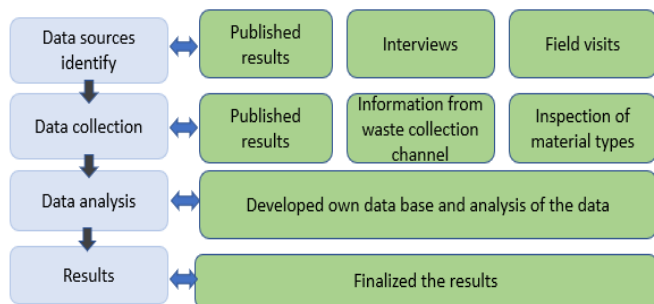 Data sources
identify
Published
results
Interviews
Field visits
Data collection
Published
results
Information from
waste collection
channel
Inspection of
material types
Data analysis
Developed own data base and analysis of the data
Results
Finalized the results